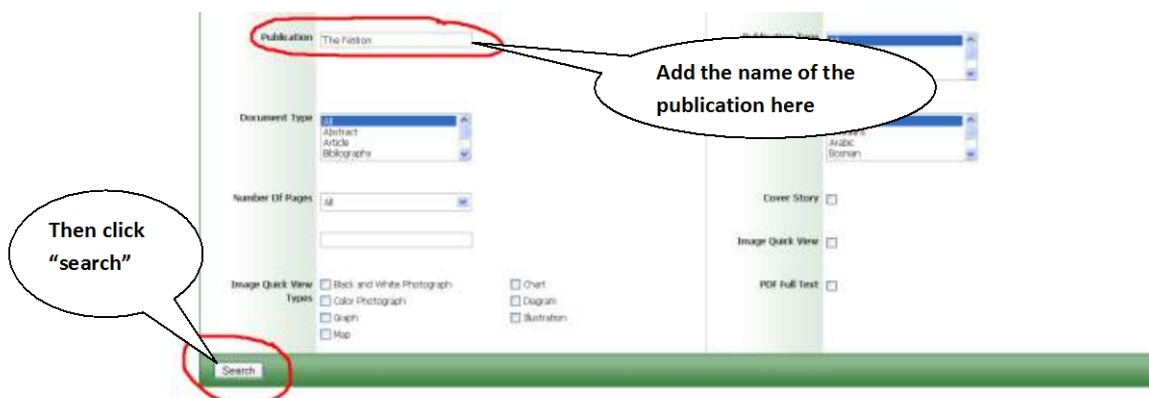 Publication The Nation
Add the name of the
publication here
Document Type All
Abstract
Article
Bibliography
Arabic
Bosnian
Number Of Pages All
Cover Story
Then click
“search”
Image Quick View
Image Quick View
Types
Black and White Photograph
Chart
Color Photograph
Diagram
Graph
Illustration
Map
PDF Full Text
Search